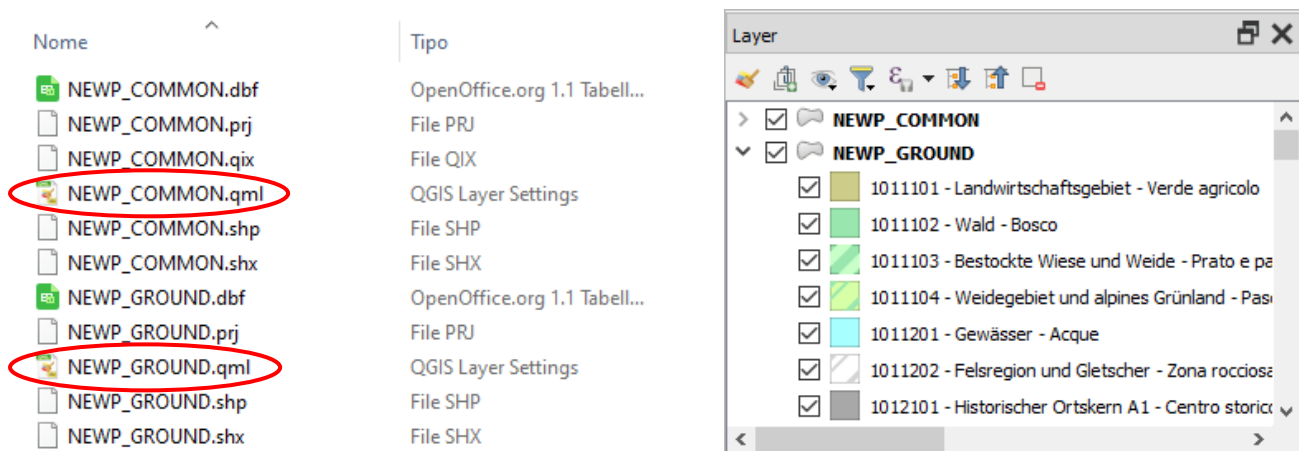 Nome Tipo
NEWP_COMMON.dbf OpenOffice.org 1.1 Tabell...
NEWP_COMMON.prj File PRJ
NEWP_COMMON.qix File QIX
NEWP_COMMON.qml QGIS Layer Settings
NEWP_COMMON.shp File SHP
NEWP_COMMON.shx File SHX
NEWP_GROUND.dbf OpenOffice.org 1.1 Tabell...
NEWP_GROUND.prj File PRJ
NEWP_GROUND.qml QGIS Layer Settings
NEWP_GROUND.shp File SHP
NEWP_GROUND.shx File SHX
Layer
NEWP_COMMON
NEWP_GROUND
1011101 - Landwirtschaftsgebiet - Verde agricolo
1011102 - Wald - Bosco
1011103 - Bestockte Wiese und Weide - Prato e pa
1011104 - Weidegebiet und alpines Grünland - Pas
1011201 - Gewässer - Acque
1011202 - Felsregion und Gletscher - Zona rocciosa
1012101 - Historischer Ortskern A1 - Centro storico